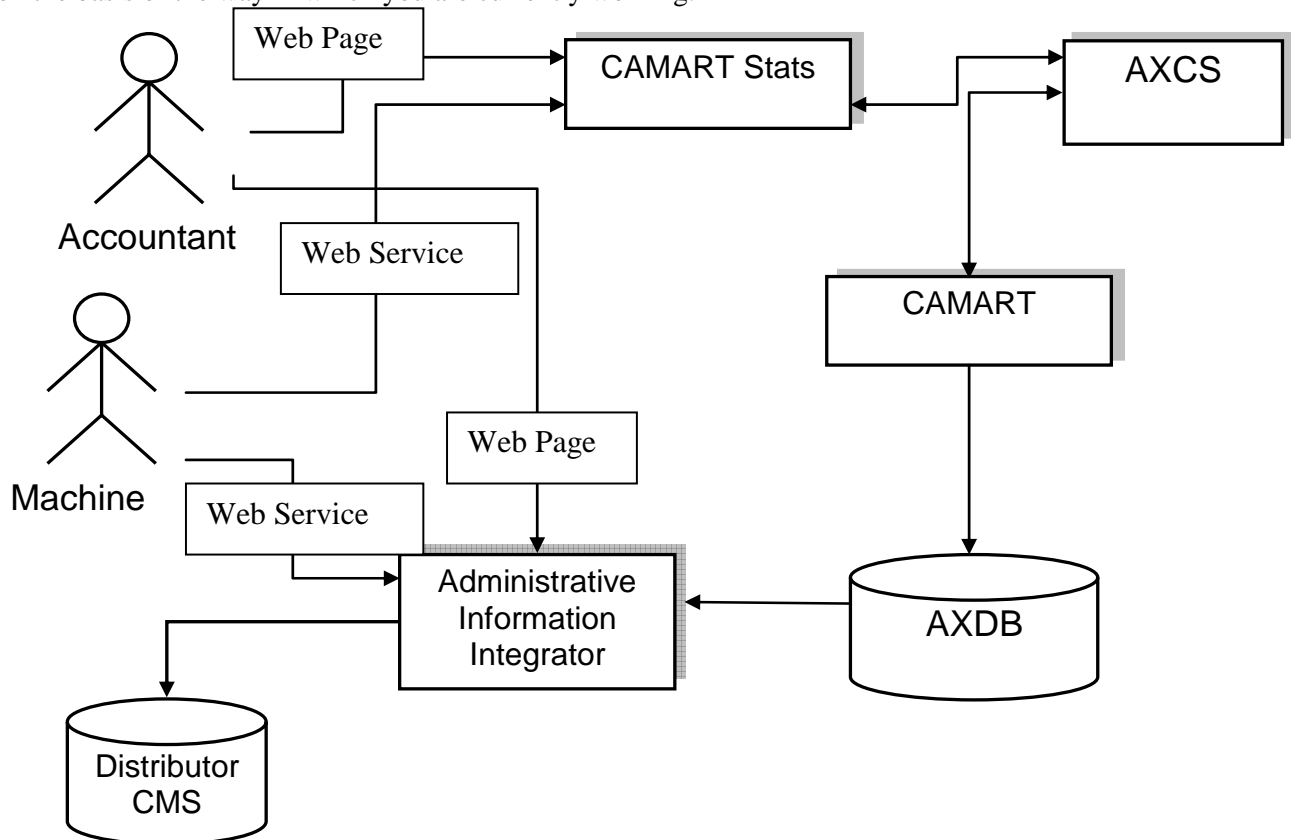 Web Page
CAMART Stats
AXCS
Accountant
Web Service
CAMART
Machine
Web Page
Web Service
Administrative
Information
Integrator
AXDB
Distributor
CMS